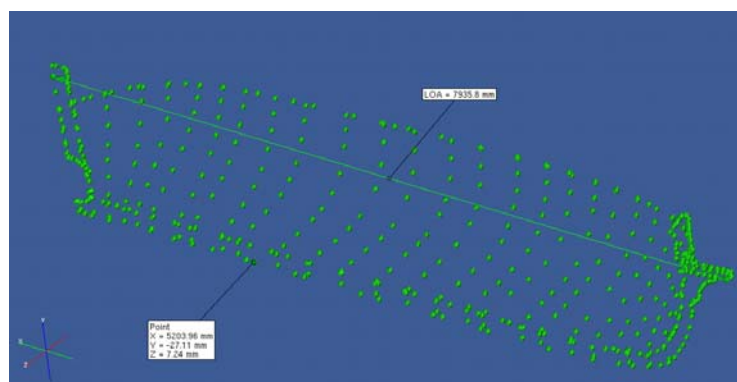 LOA = 7935.8 mm
Point
X = 5203.96 mm
Y = -27.11 mm
Z = 7.24 mm